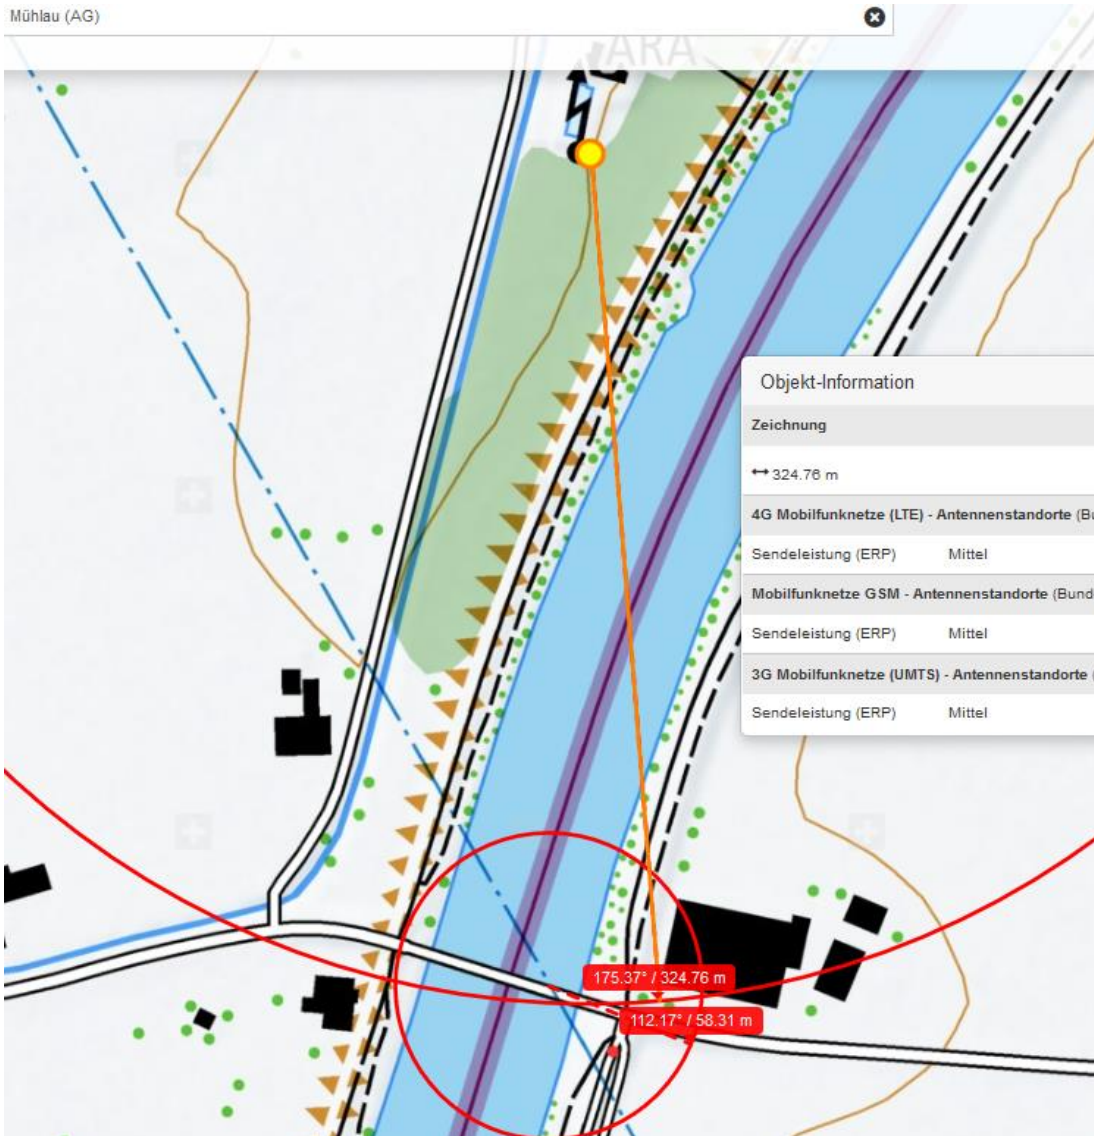 Mühlau (AG)
ARA
Objekt-Information
Zeichnung
↔ 324.76 m
4G Mobilfunknetze (LTE) - Antennenstandorte (Bu
Sendeleistung (ERP) Mittel
Mobilfunknetze GSM - Antennenstandorte (Bund
Sendeleistung (ERP) Mittel
3G Mobilfunknetze (UMTS) - Antennenstandorte (
Sendeleistung (ERP) Mittel
175.37° / 324.76 m
112.17° / 58.31 m